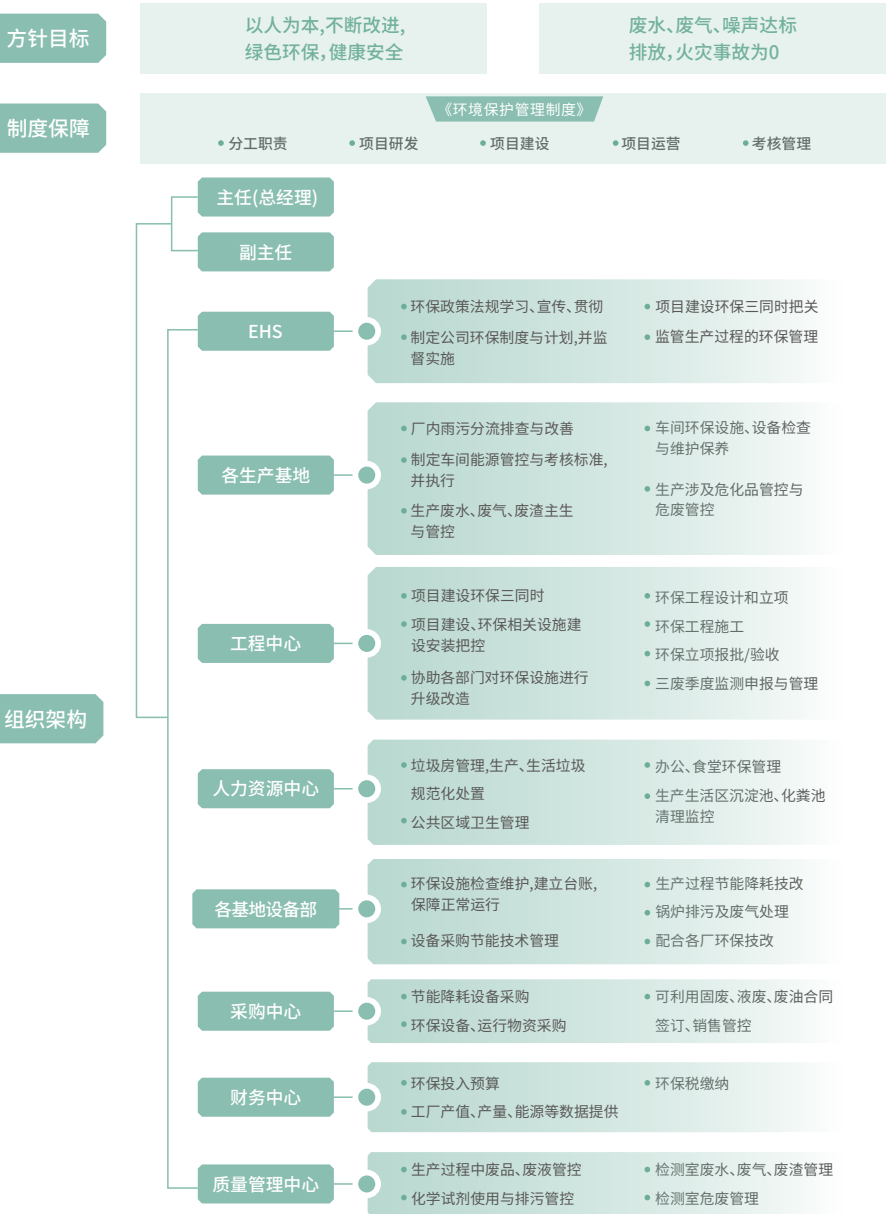 方针目标
以人为本,不断改进,
绿色环保,健康安全
废水、废气、噪声达标
排放,火灾事故为0
制度保障
《环境保护管理制度》
• 分工职责
• 项目研发
• 项目建设
• 项目运营
• 考核管理
组织架构
主任(总经理)
副主任
EHS
• 环保政策法规学习、宣传、贯彻
• 制定公司环保制度与计划,并监
督实施
• 项目建设环保三同时把关
• 监管生产过程的环保管理
各生产基地
• 厂内雨污分流排查与改善
• 制定车间能源管控与考核标准,
并执行
• 生产废水、废气、废渣主生
与管控
• 车间环保设施、设备检查
与维护保养
• 生产涉及危化品管控与
危废管控
工程中心
• 项目建设环保三同时
• 项目建设、环保相关设施建
设安装把控
• 协助各部门对环保设施进行
升级改造
• 环保工程设计和立项
• 环保工程施工
• 环保立项报批/验收
• 三废季度监测申报与管理
人力资源中心
• 垃圾房管理,生产、生活垃圾
规范化处置
• 公共区域卫生管理
• 办公、食堂环保管理
• 生产生活区沉淀池、化粪池
清理监控
各基地设备部
• 环保设施检查维护,建立台账,
保障正常运行
• 设备采购节能技术管理
• 生产过程节能降耗技改
• 锅炉排污及废气处理
• 配合各厂环保技改
采购中心
• 节能降耗设备采购
• 环保设备、运行物资采购
• 可利用固废、液废、废油合同
签订、销售管控
财务中心
• 环保投入预算
• 工厂产值、产量、能源等数据提供
• 环保税缴纳
质量管理中心
• 生产过程中废品、废液管控
• 化学试剂使用与排污管控
• 检测室废水、废气、废渣管理
• 检测室危废管理